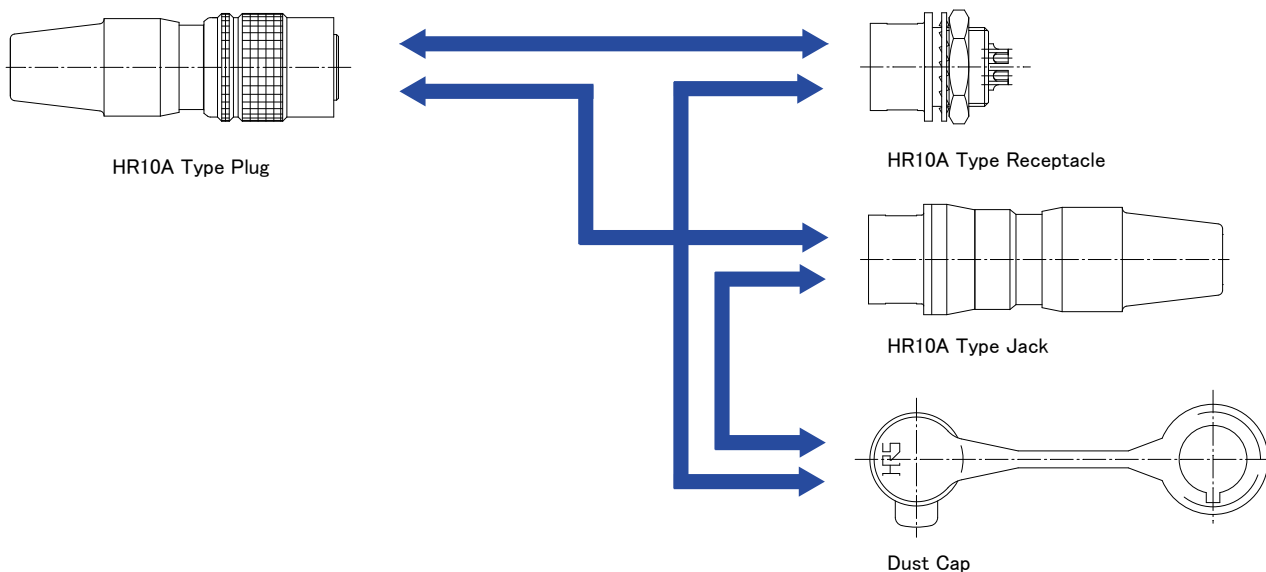 HR10A Type Plug
HR10A Type Receptacle
HR10A Type Jack
HRS
Dust Cap